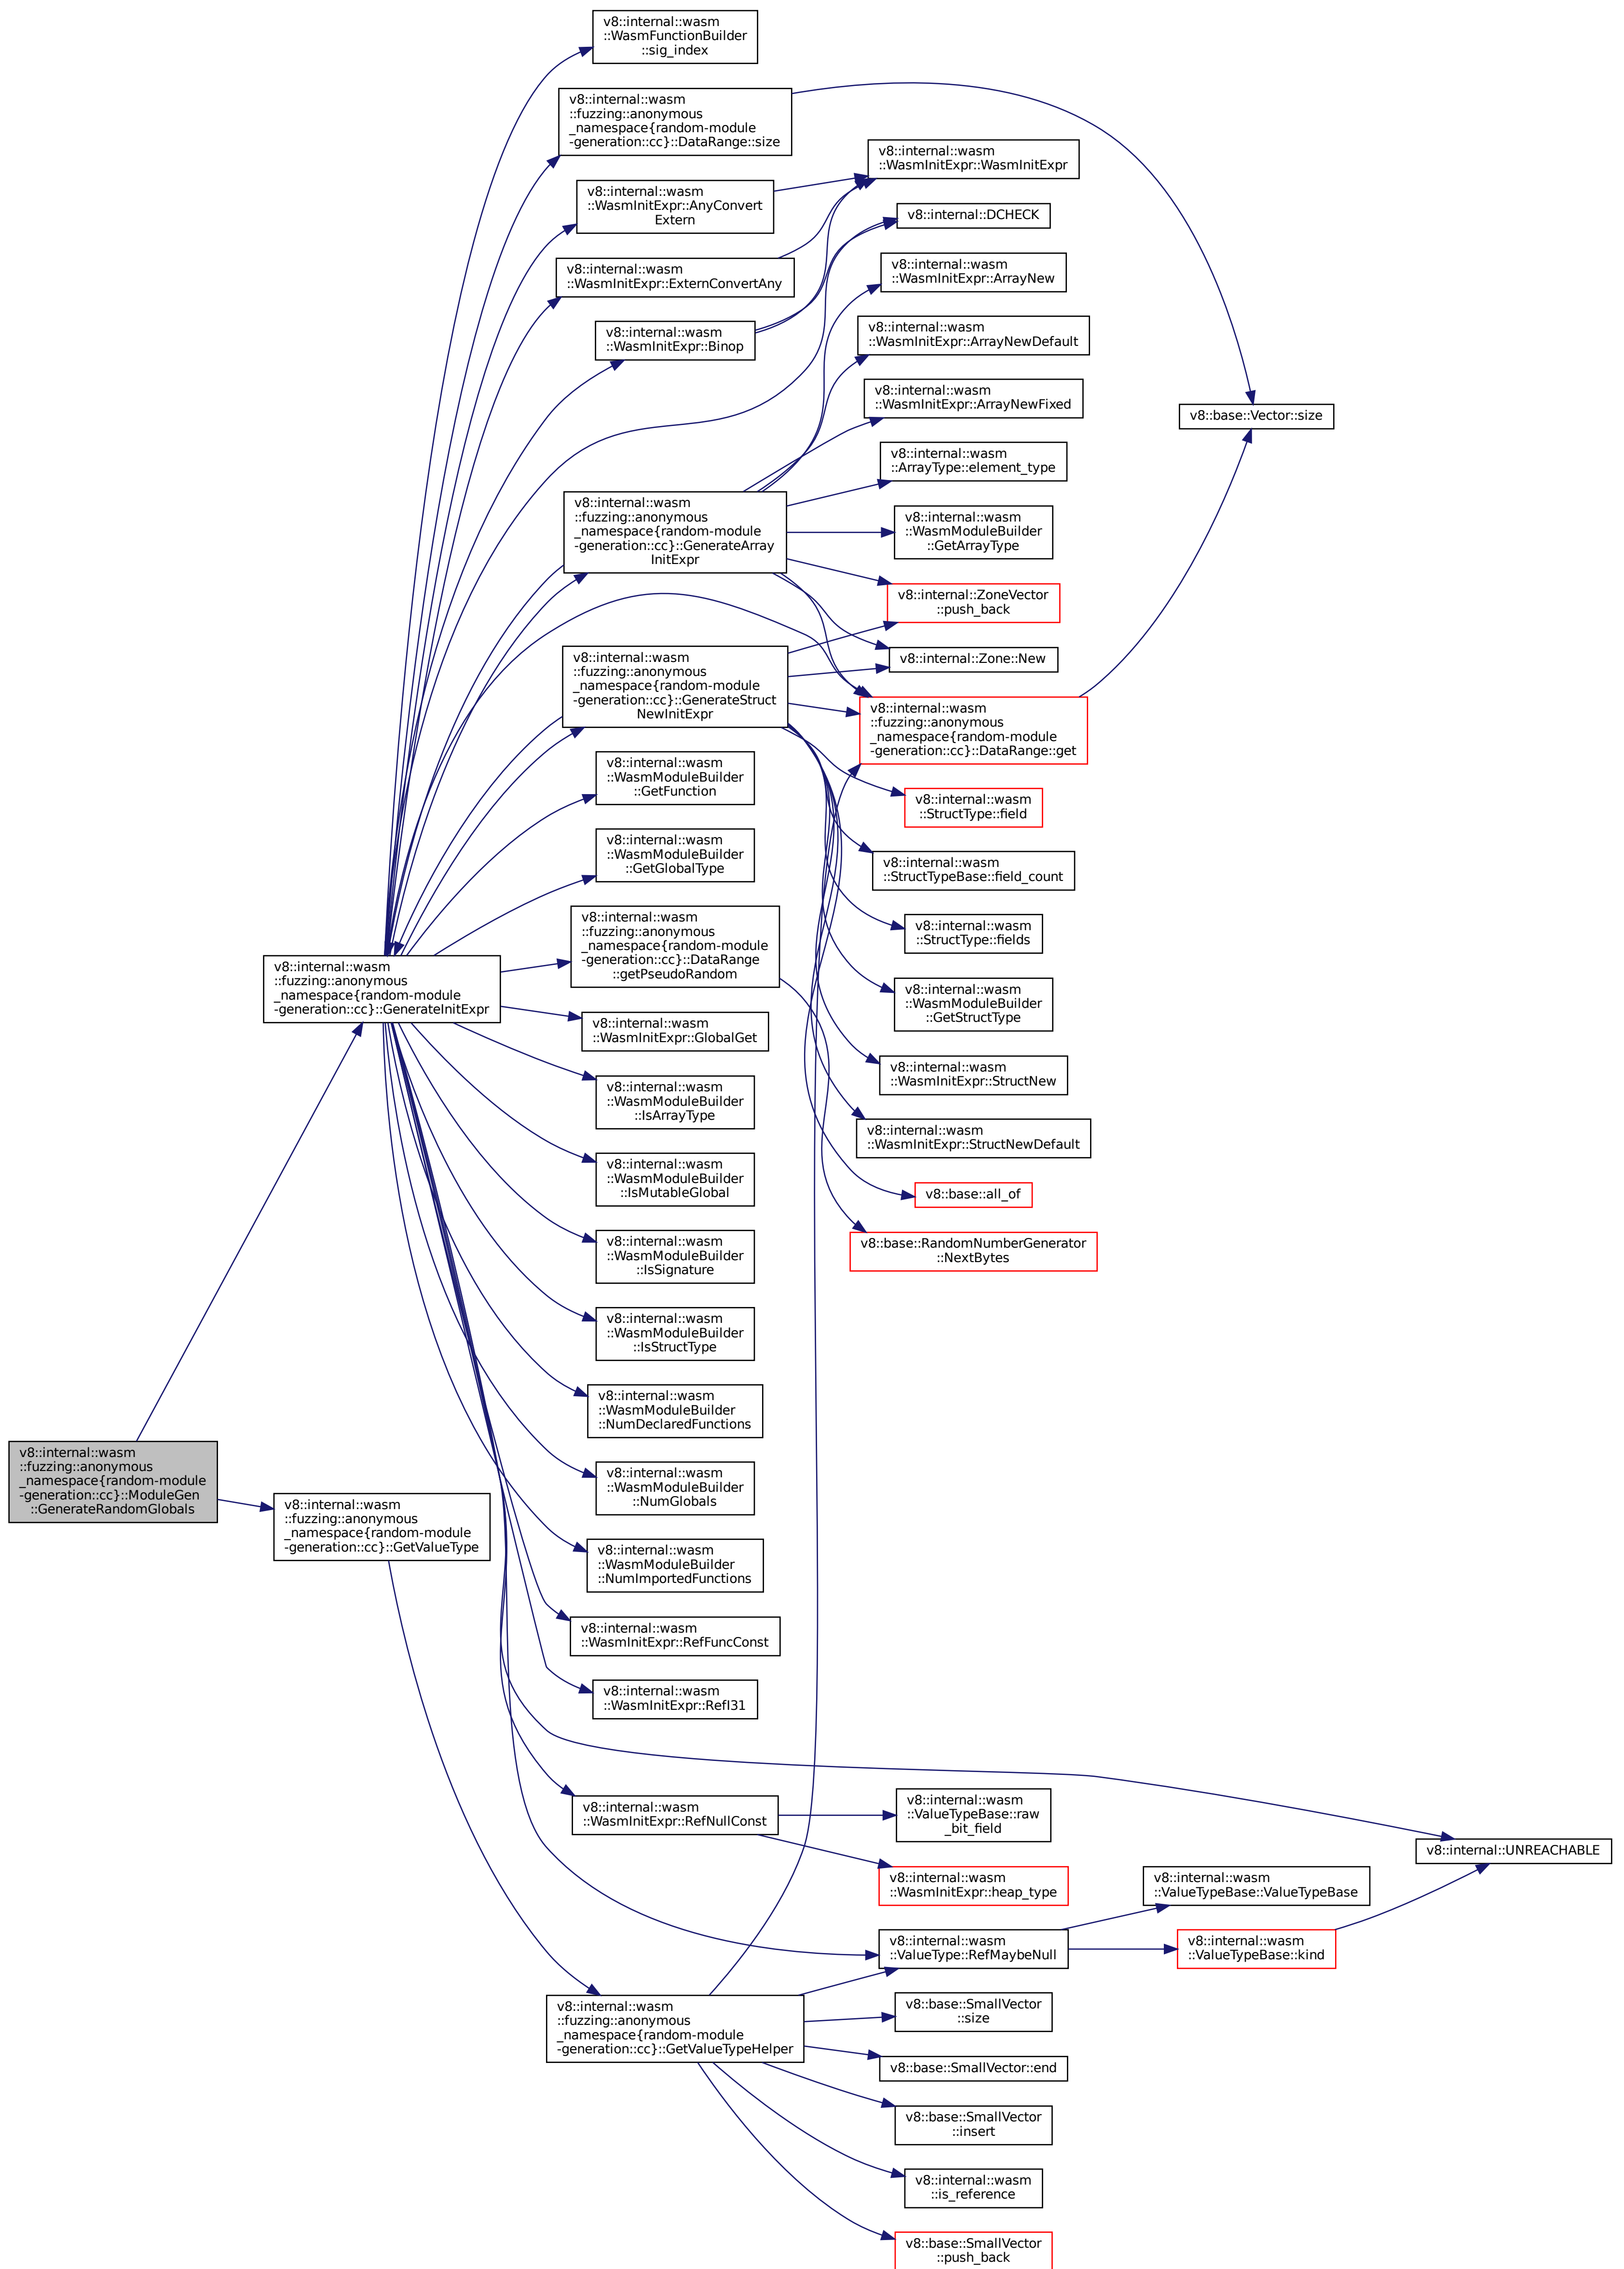 v8::internal::wasm
::WasmFunctionBuilder
::sig_index
v8::internal::wasm
::fuzzing::anonymous
_namespace{random-module
-generation::cc}::DataRange::size
v8::internal::wasm
::WasmInitExpr::WasmInitExpr
v8::internal::wasm
::WasmInitExpr::AnyConvert
Extern
v8::internal::DCHECK
v8::internal::wasm
::WasmInitExpr::ExternConvertAny
v8::internal::wasm
::WasmInitExpr::ArrayNew
v8::internal::wasm
::WasmInitExpr::Binop
v8::internal::wasm
::WasmInitExpr::ArrayNewDefault
v8::internal::wasm
::WasmInitExpr::ArrayNewFixed
v8::base::Vector::size
v8::internal::wasm
::ArrayType::element_type
v8::internal::wasm
::fuzzing::anonymous
_namespace{random-module
-generation::cc}::GenerateArray
InitExpr
v8::internal::wasm
::WasmModuleBuilder
::GetArrayType
v8::internal::ZoneVector
::push_back
v8::internal::Zone::New
v8::internal::wasm
::fuzzing::anonymous
_namespace{random-module
-generation::cc}::GenerateStruct
NewInitExpr
v8::internal::wasm
::fuzzing::anonymous
_namespace{random-module
-generation::cc}::DataRange::get
v8::internal::wasm
::WasmModuleBuilder
::GetFunction
v8::internal::wasm
::StructType::field
v8::internal::wasm
::WasmModuleBuilder
::GetGlobalType
v8::internal::wasm
::StructTypeBase::field_count
v8::internal::wasm
::fuzzing::anonymous
_namespace{random-module
-generation::cc}::DataRange
::getPseudoRandom
v8::internal::wasm
::StructType::fields
v8::internal::wasm
::fuzzing::anonymous
_namespace{random-module
-generation::cc}::GenerateInitExpr
v8::internal::wasm
::WasmModuleBuilder
::GetStructType
v8::internal::wasm
::WasmInitExpr::GlobalGet
v8::internal::wasm
::WasmInitExpr::StructNew
v8::internal::wasm
::WasmModuleBuilder
::IsArrayType
v8::internal::wasm
::WasmInitExpr::StructNewDefault
v8::internal::wasm
::WasmModuleBuilder
::IsMutableGlobal
v8::base::all_of
v8::internal::wasm
::WasmModuleBuilder
::IsSignature
v8::base::RandomNumberGenerator
::NextBytes
v8::internal::wasm
::WasmModuleBuilder
::IsStructType
v8::internal::wasm
::WasmModuleBuilder
::NumDeclaredFunctions
v8::internal::wasm
::fuzzing::anonymous
_namespace{random-module
-generation::cc}::ModuleGen
::GenerateRandomGlobals
v8::internal::wasm
::WasmModuleBuilder
::NumGlobals
v8::internal::wasm
::fuzzing::anonymous
_namespace{random-module
-generation::cc}::GetValueType
v8::internal::wasm
::WasmModuleBuilder
::NumImportedFunctions
v8::internal::wasm
::WasmInitExpr::RefFuncConst
v8::internal::wasm
::WasmInitExpr::RefI31
v8::internal::wasm
::WasmInitExpr::RefNullConst
v8::internal::wasm
::ValueTypeBase::raw
_bit_field
v8::internal::UNREACHABLE
v8::internal::wasm
::WasmInitExpr::heap_type
v8::internal::wasm
::ValueTypeBase::ValueTypeBase
v8::internal::wasm
::ValueType::RefMaybeNull
v8::internal::wasm
::ValueTypeBase::kind
v8::internal::wasm
::fuzzing::anonymous
_namespace{random-module
-generation::cc}::GetValueTypeHelper
v8::base::SmallVector
::size
v8::base::SmallVector::end
v8::base::SmallVector
::insert
v8::internal::wasm
::is_reference
v8::base::SmallVector
::push_back